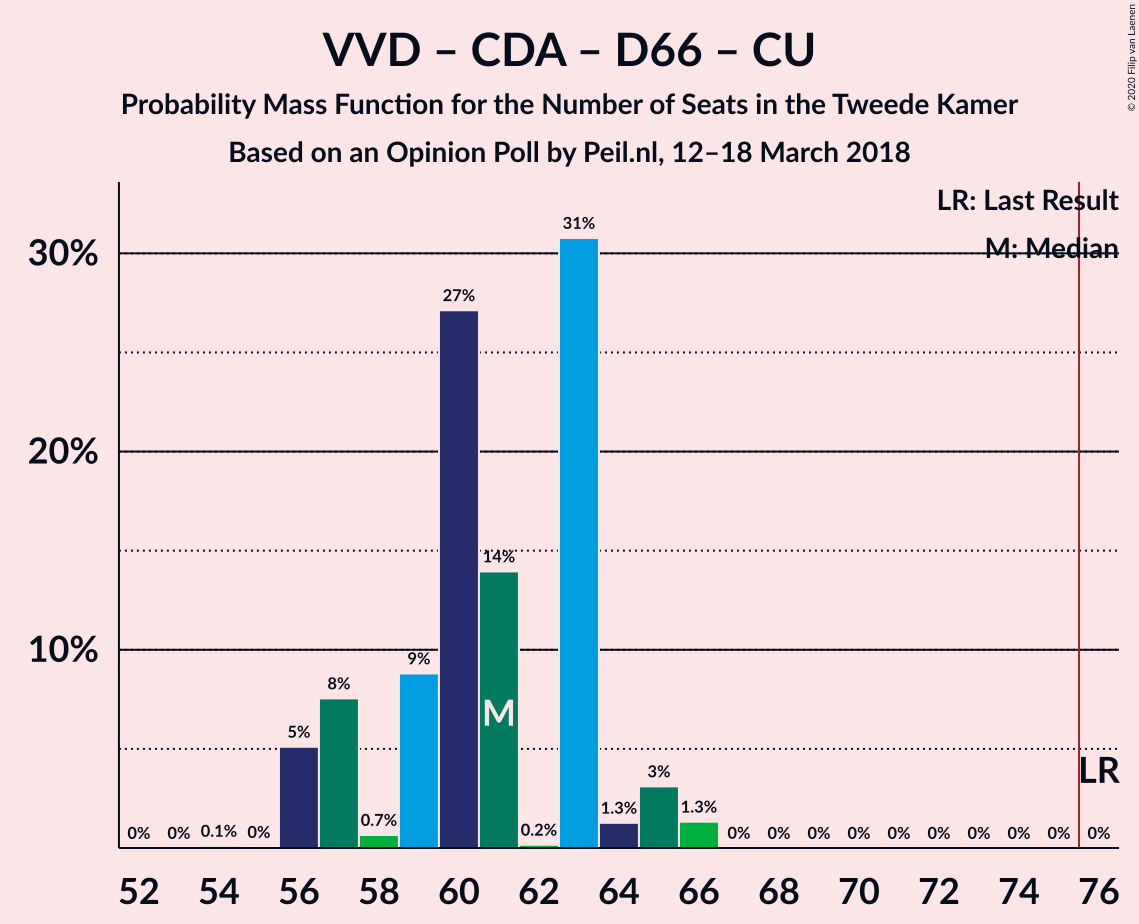 VVD – CDA – D66 – CU
Probability Mass Function for the Number of Seats in the Tweede Kamer
Based on an Opinion Poll by Peil.nl, 12–18 March 2018
© 2020 Filip van Laenen
LR: Last Result
M: Median
30%
20%
10%
0% 0% 0.1% 0% 5% 8% 0.7% 9% 27% 14% 0.2% 31% 1.3% 3% 1.3% 0% 0% 0% 0% 0% 0% 0% 0% 0% 0%
M
LR
52 54 56 58 60 62 64 66 68 70 72 74 76